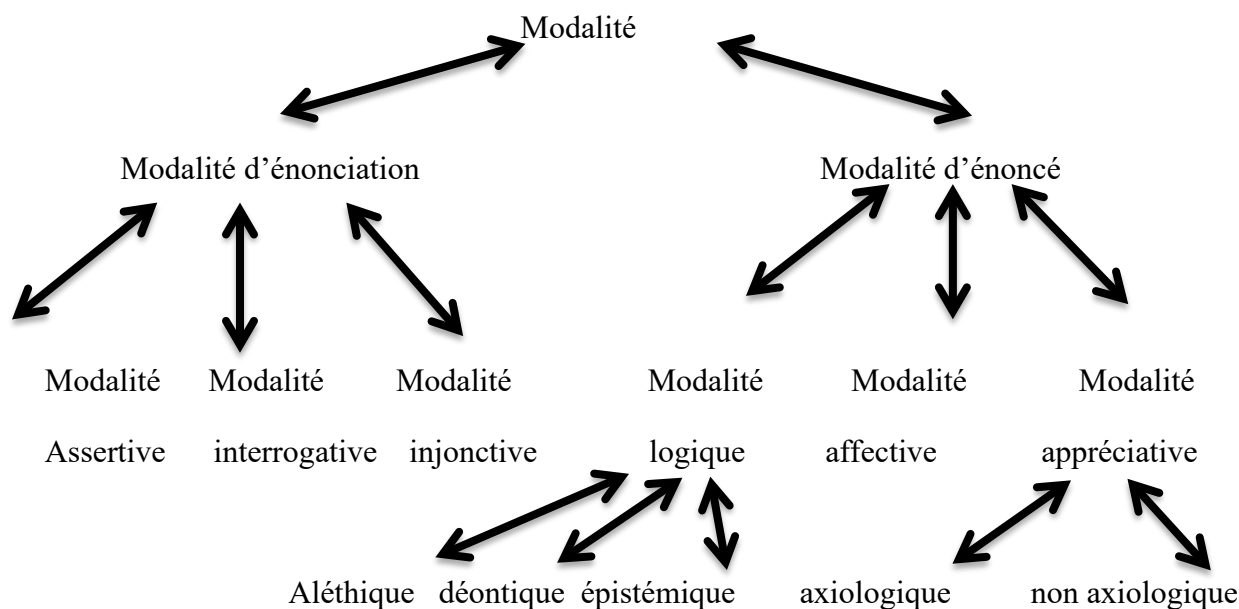 Modalité
Modalité d’énonciation Modalité d’énoncé
Modalité Modalité Modalité Modalité Modalité Modalité
Assertive interrogative injonctive logique affective appréciative
Aléthique déontique épistémique axiologique non axiologique